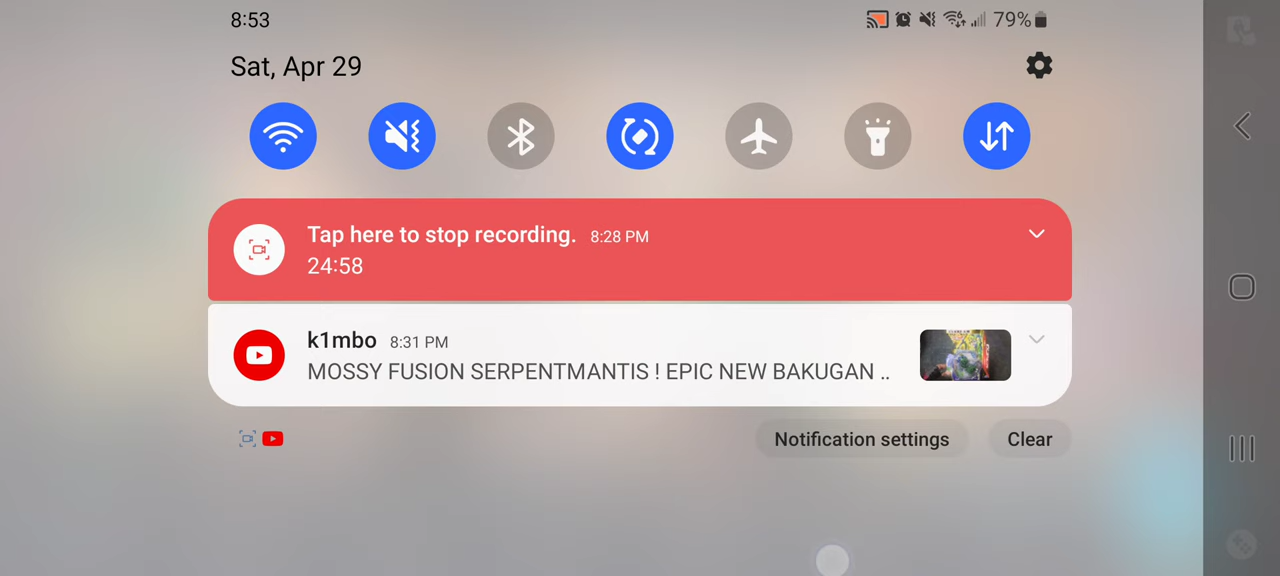 8:53
79%
Sat, Apr 29
Tap here to stop recording. 8:28 PM
24:58
k1mbo 8:31 PM
MOSSY FUSION SERPENTMANTIS ! EPIC NEW BAKUGAN ..
Notification settings
Clear